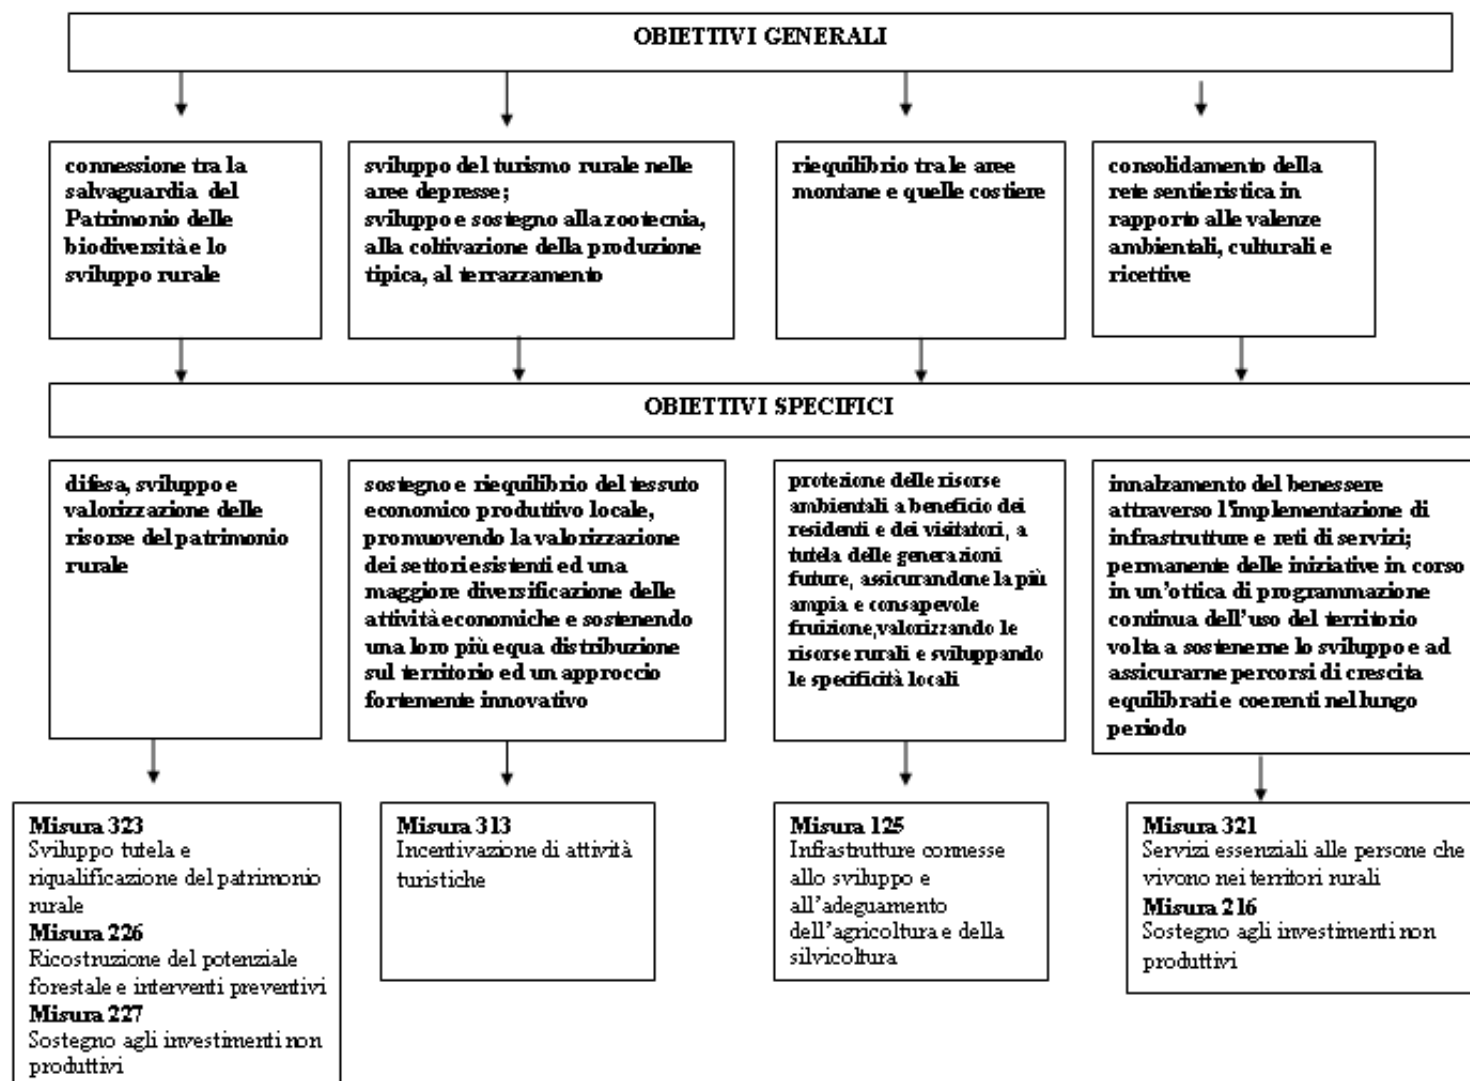 OBIETTIVI GENERALI
connessione tra la
salvaguardia del
Patrimonio delle
biodiversità e lo
sviluppo rurale
sviluppo del turismo rurale nelle
aree depresse;
sviluppo e sostegno alla zootecnia,
alla coltivazione della produzione
tipica, al terrazzamento
riequilibrio tra le aree
montane e quelle costiere
consolidamento della
rete sentieristica in
rapporto alle valenze
ambientali, culturali e
ricettive
OBIETTIVI SPECIFICI
difesa, sviluppo e
valorizzazione delle
risorse del patrimonio
rurale
sostegno e riequilibrio del tessuto
economico produttivo locale,
promuovendo la valorizzazione
dei settori esistenti ed una
maggiore diversificazione delle
attività economiche e sostenendo
una loro più equa distribuzione
sul territorio ed un approccio
fortemente innovativo
protezione delle risorse
ambientali a beneficio dei
residenti e dei visitatori, a
tutela delle generazioni
future, assicurandone la più
ampia e consapevole
fruizione,valorizzando le
risorse rurali e sviluppando
le specificità locali
innalzamento del benessere
attraverso l'implementazione di
infrastrutture e reti di servizi;
permanente delle iniziative in corso
in un'ottica di programmazione
continua dell'uso del territorio
volta a sostenerne lo sviluppo e ad
assicurarne percorsi di crescita
equilibrati e coerenti nel lungo
periodo
Misura 323
Sviluppo tutela e
riqualificazione del patrimonio
rurale
Misura 226
Ricostruzione del potenziale
forestale e interventi preventivi
Misura 227
Sostegno agli investimenti non
produttivi
Misura 313
Incentivazione di attività
turistiche
Misura 125
Infrastrutture connesse
allo sviluppo e
all'adeguamento
dell'agricoltura e della
silvicoltura
Misura 321
Servizi essenziali alle persone che
vivono nei territori rurali
Misura 216
Sostegno agli investimenti non
produttivi